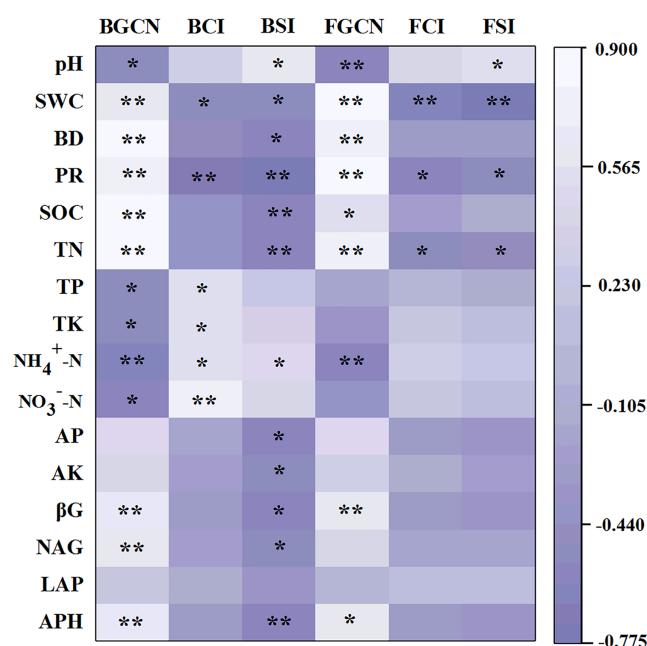 BGCN BCI BSI FGCN FCI FSI
pH * * ** *
SWC ** * * ** ** **
BD ** * **
PR ** ** ** ** * *
SOC ** ** *
TN ** ** ** * *
TP * *
TK * *
NH4+-N ** * * **
NO3−-N * **
AP *
AK *
βG ** * **
NAG ** *
LAP
APH ** ** *
0.900
0.565
0.230
-0.105
-0.440
-0.775